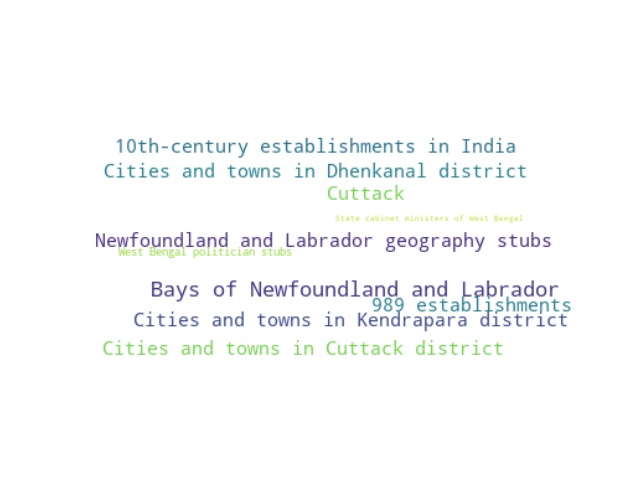 10th-century establishments in India
Cities and towns in Dhenkanal district
Cuttack
State cabinet ministers of West Bengal
Newfoundland and Labrador geography stubs
West Bengal politician stubs
Bays of Newfoundland and Labrador
989 establishments
Cities and towns in Kendrapara district
Cities and towns in Cuttack district